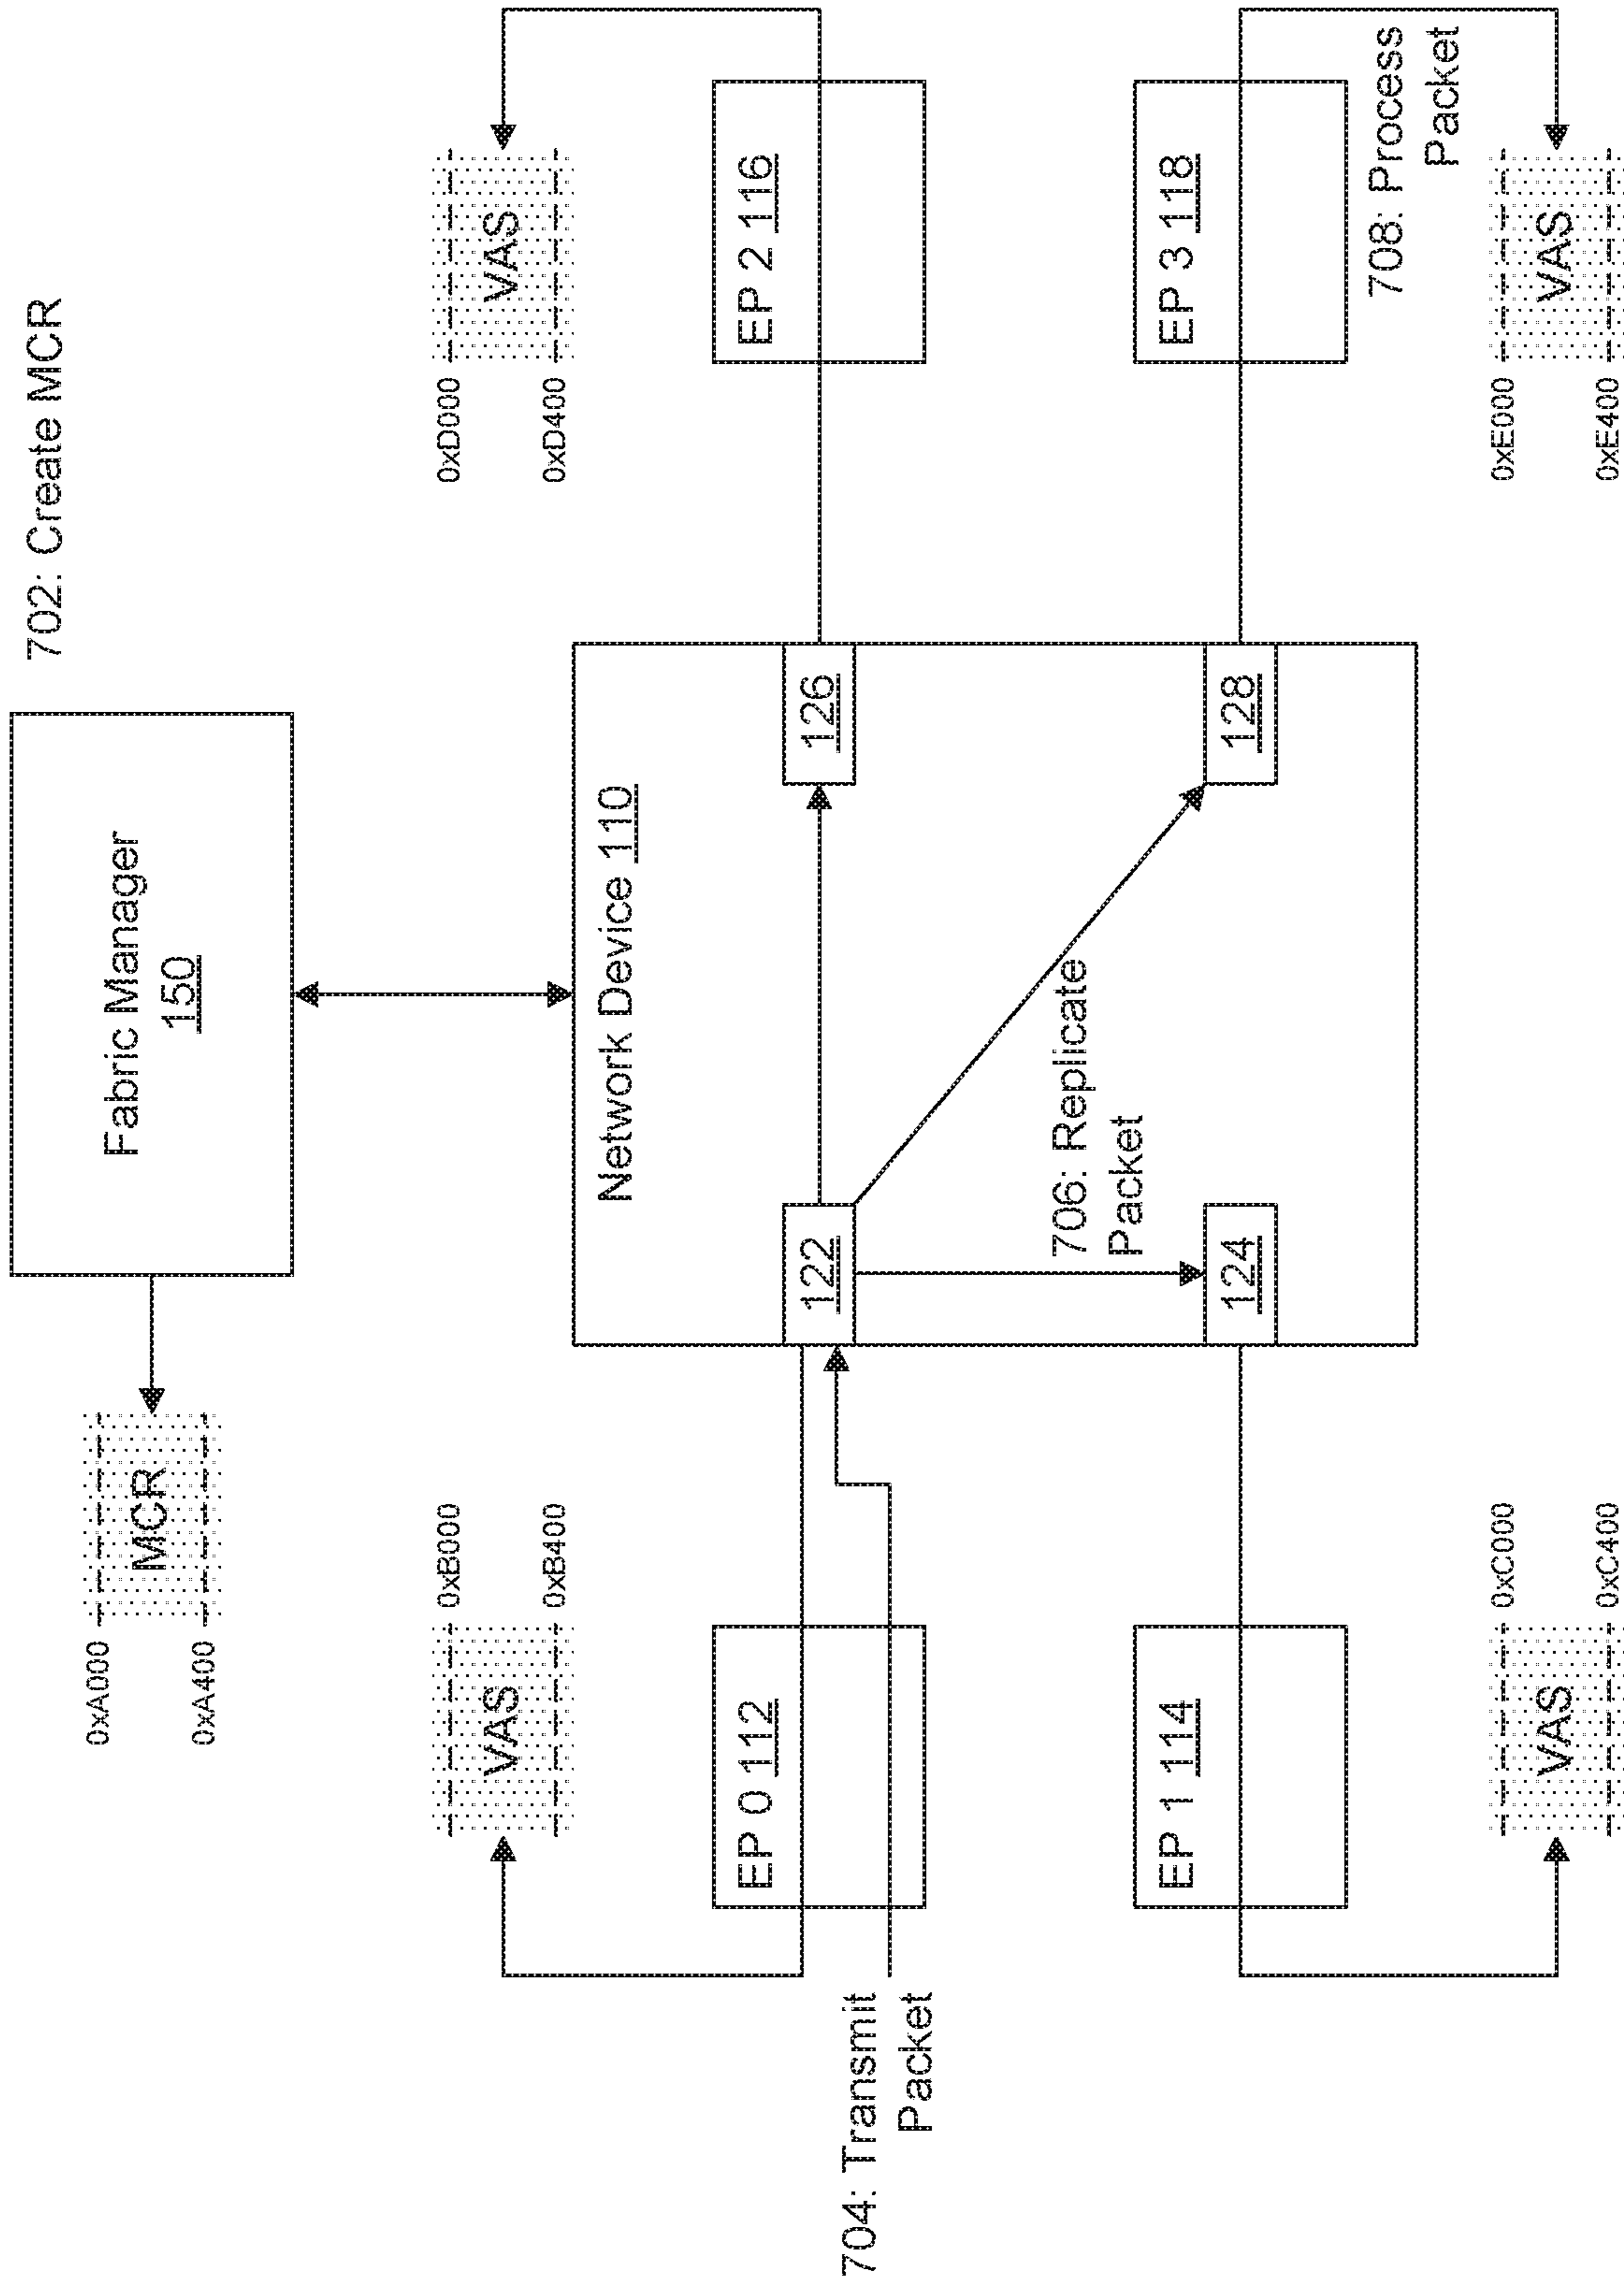 702: Create MCR
Fabric Manager
150
0xA000
MCR
0xA400
0xB000
VAS
0xB400
0xD000
VAS
0xD400
Network Device 110
EP 0 112
122
126
EP 2 116
704: Transmit
Packet
706: Replicate
Packet
EP 1 114
124
128
EP 3 118
708: Process
Packet
0xC000
VAS
0xC400
0xE000
VAS
0xE400